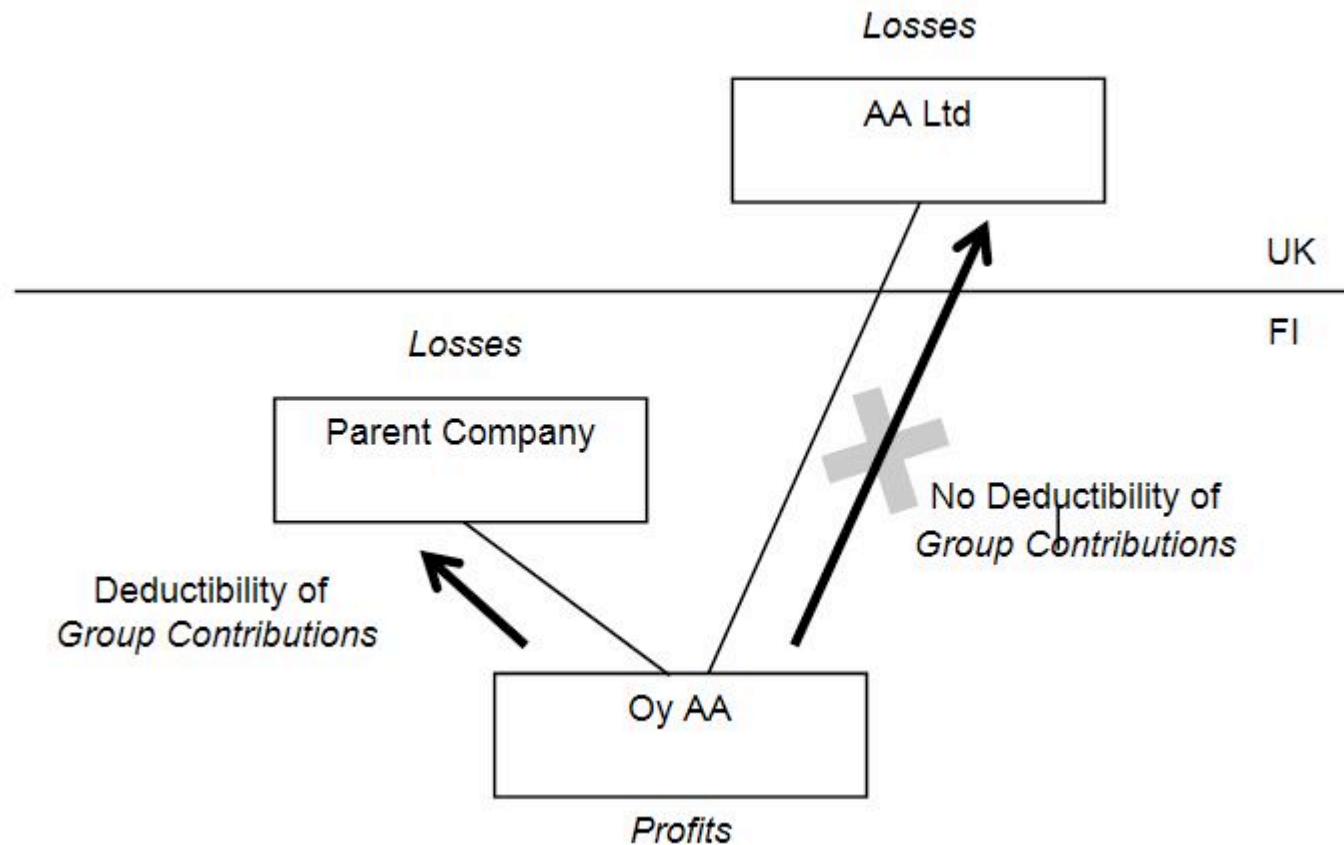 Losses
AA Ltd
UK
FI
Losses
Parent Company
No Deductibility of
Group Contributions
Deductibility of
Group Contributions
Oy AA
Profits